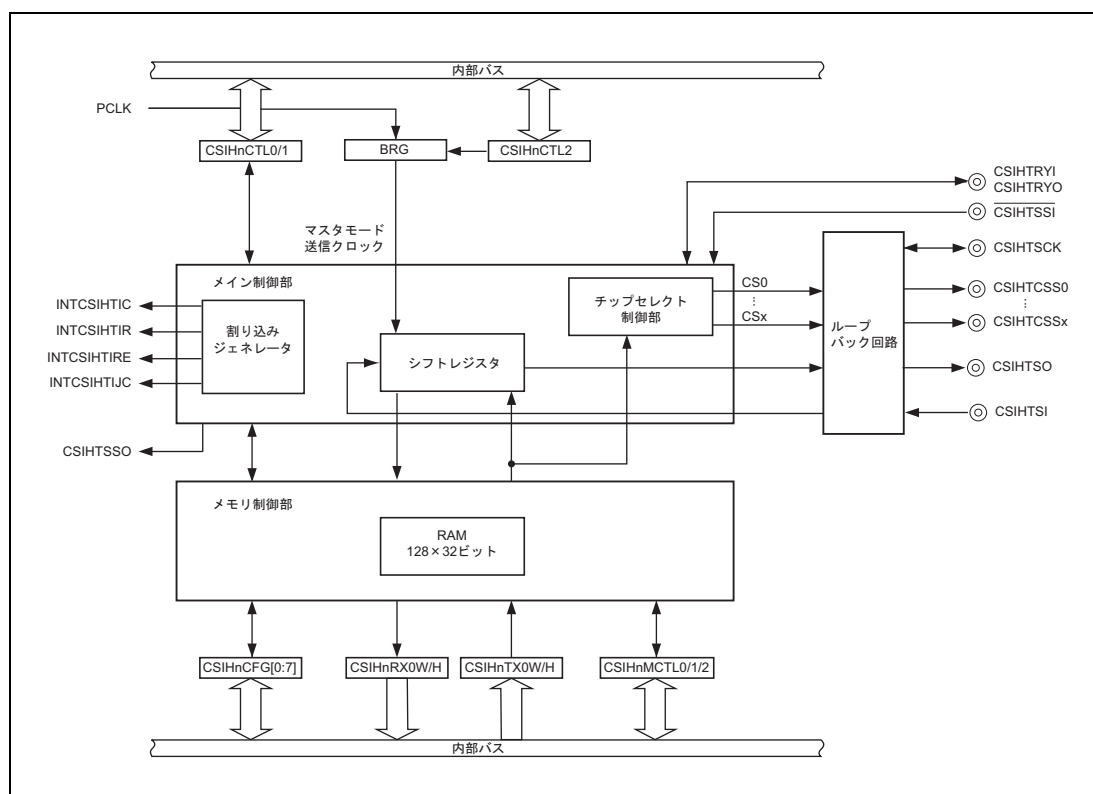 内部バス
PCLK
CSIHnCTL0/1
BRG
CSIHnCTL2
CSIHTRYI
CSIHTRYO
CSIHTSSI
マスタモード
送信クロック
CSIHTSCK
メイン制御部
INTCSIHTIC
INTCSIHTIR
INTCSIHTIRE
INTCSIHTIJC
割り込み
ジェネレータ
シフトレジスタ
チップセレクト
制御部
CS0
⋮
CSx
ループ
バック回路
CSIHTCSS0
⋮
CSIHTCSSx
CSIHTSO
CSIHTSI
CSIHTSSO
メモリ制御部
RAM
128×32ビット
CSIHnCFG[0:7]
CSIHnRX0W/H
CSIHnTX0W/H
CSIHnMCTL0/1/2
内部バス